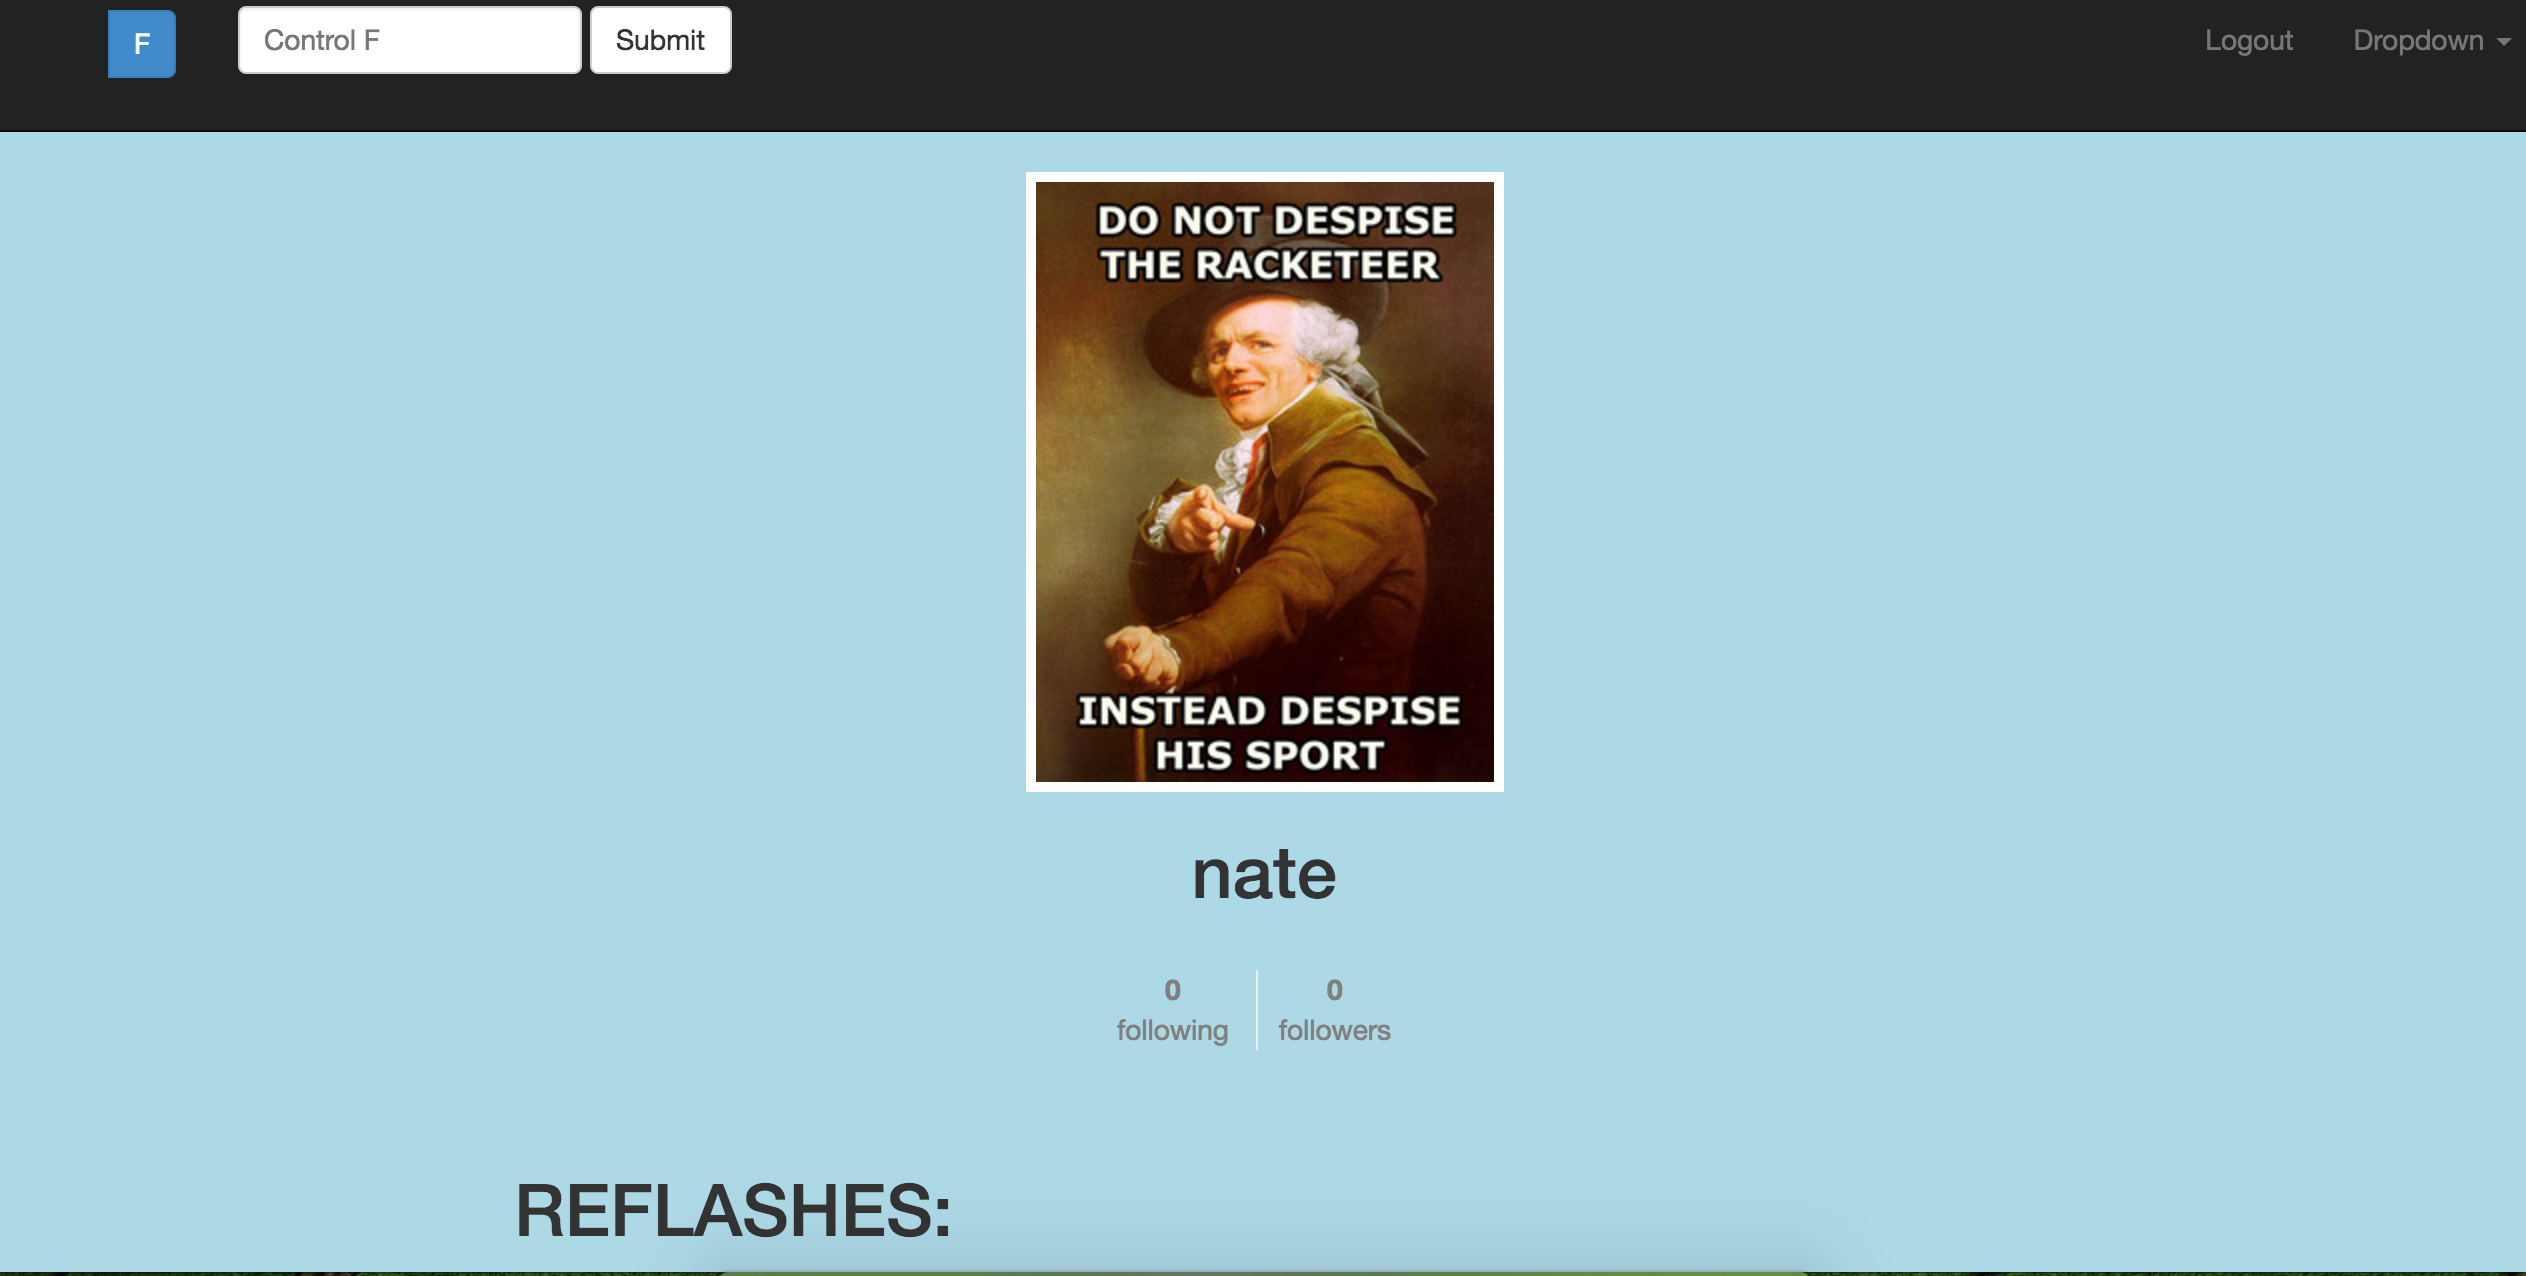 F
Control F
Submit
Logout
Dropdown
DO NOT DESPISE
THE RACKETEER
INSTEAD DESPISE
HIS SPORT
nate
0
following
0
followers
REFLASHES: